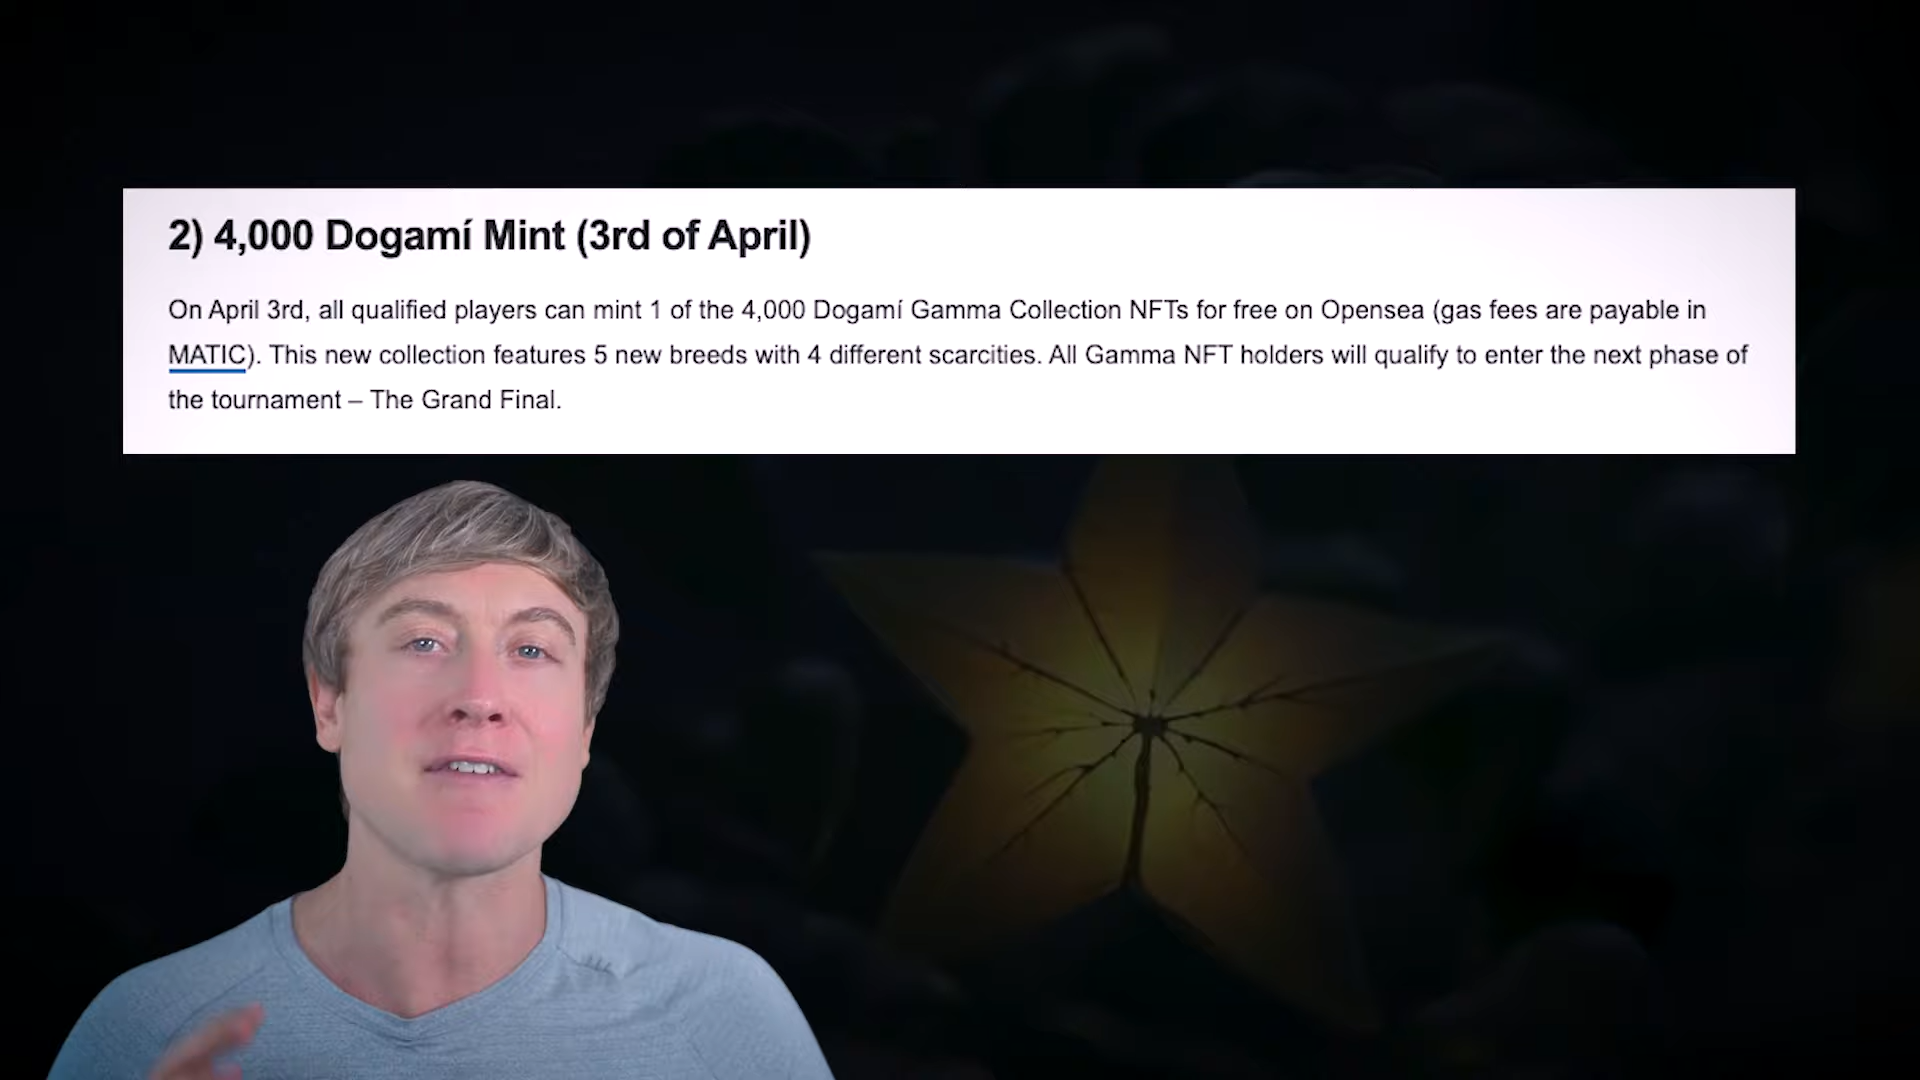 2) 4,000 Dogamí Mint (3rd of April)
On April 3rd, all qualified players can mint 1 of the 4,000 Dogamí Gamma Collection NFTs for free on Opensea (gas fees are payable in
MATIC). This new collection features 5 new breeds with 4 different scarcities. All Gamma NFT holders will qualify to enter the next phase of
the tournament – The Grand Final.